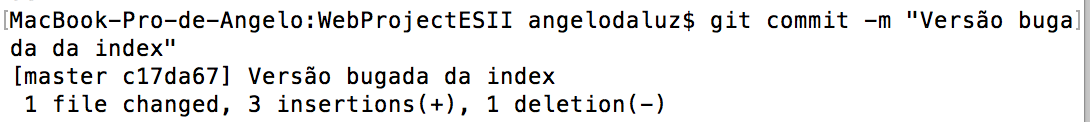 [MacBook-Pro-de-Angelo:WebProjectESII angelodaluz$ git commit -m "Versão buga]
da da index"
[master c17da67] Versão bugada da index
 1 file changed, 3 insertions(+), 1 deletion(-)